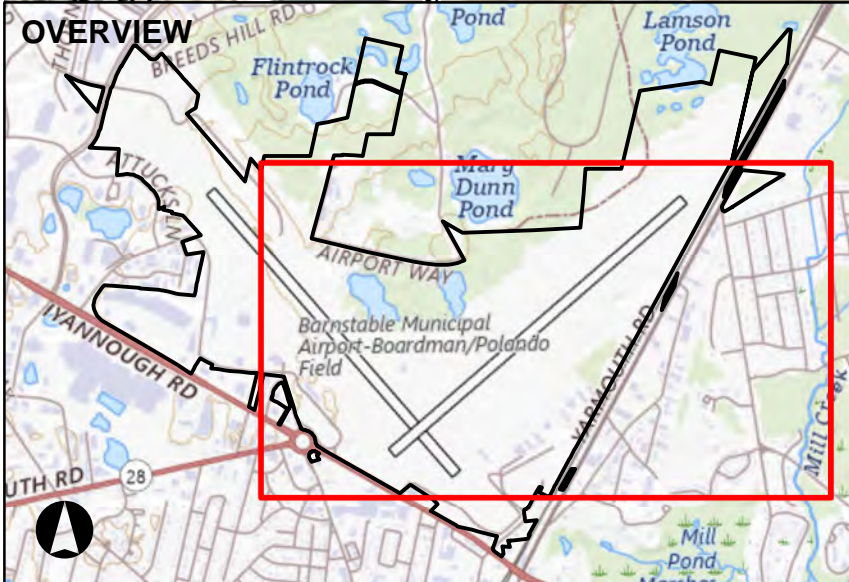 OVERVIEW
BREEDS HILL RD
Pond
Lamson
Pond
Flintrock
Pond
ATTUCKS LN
Mary
Dunn
Pond
AIRPORT WAY
IYANNOUGH RD
Barnstable Municipal
Airport-Boardman/Polando
Field
YARMOUTH RD
Mill Creek
UTH RD
28
Mill
Pond